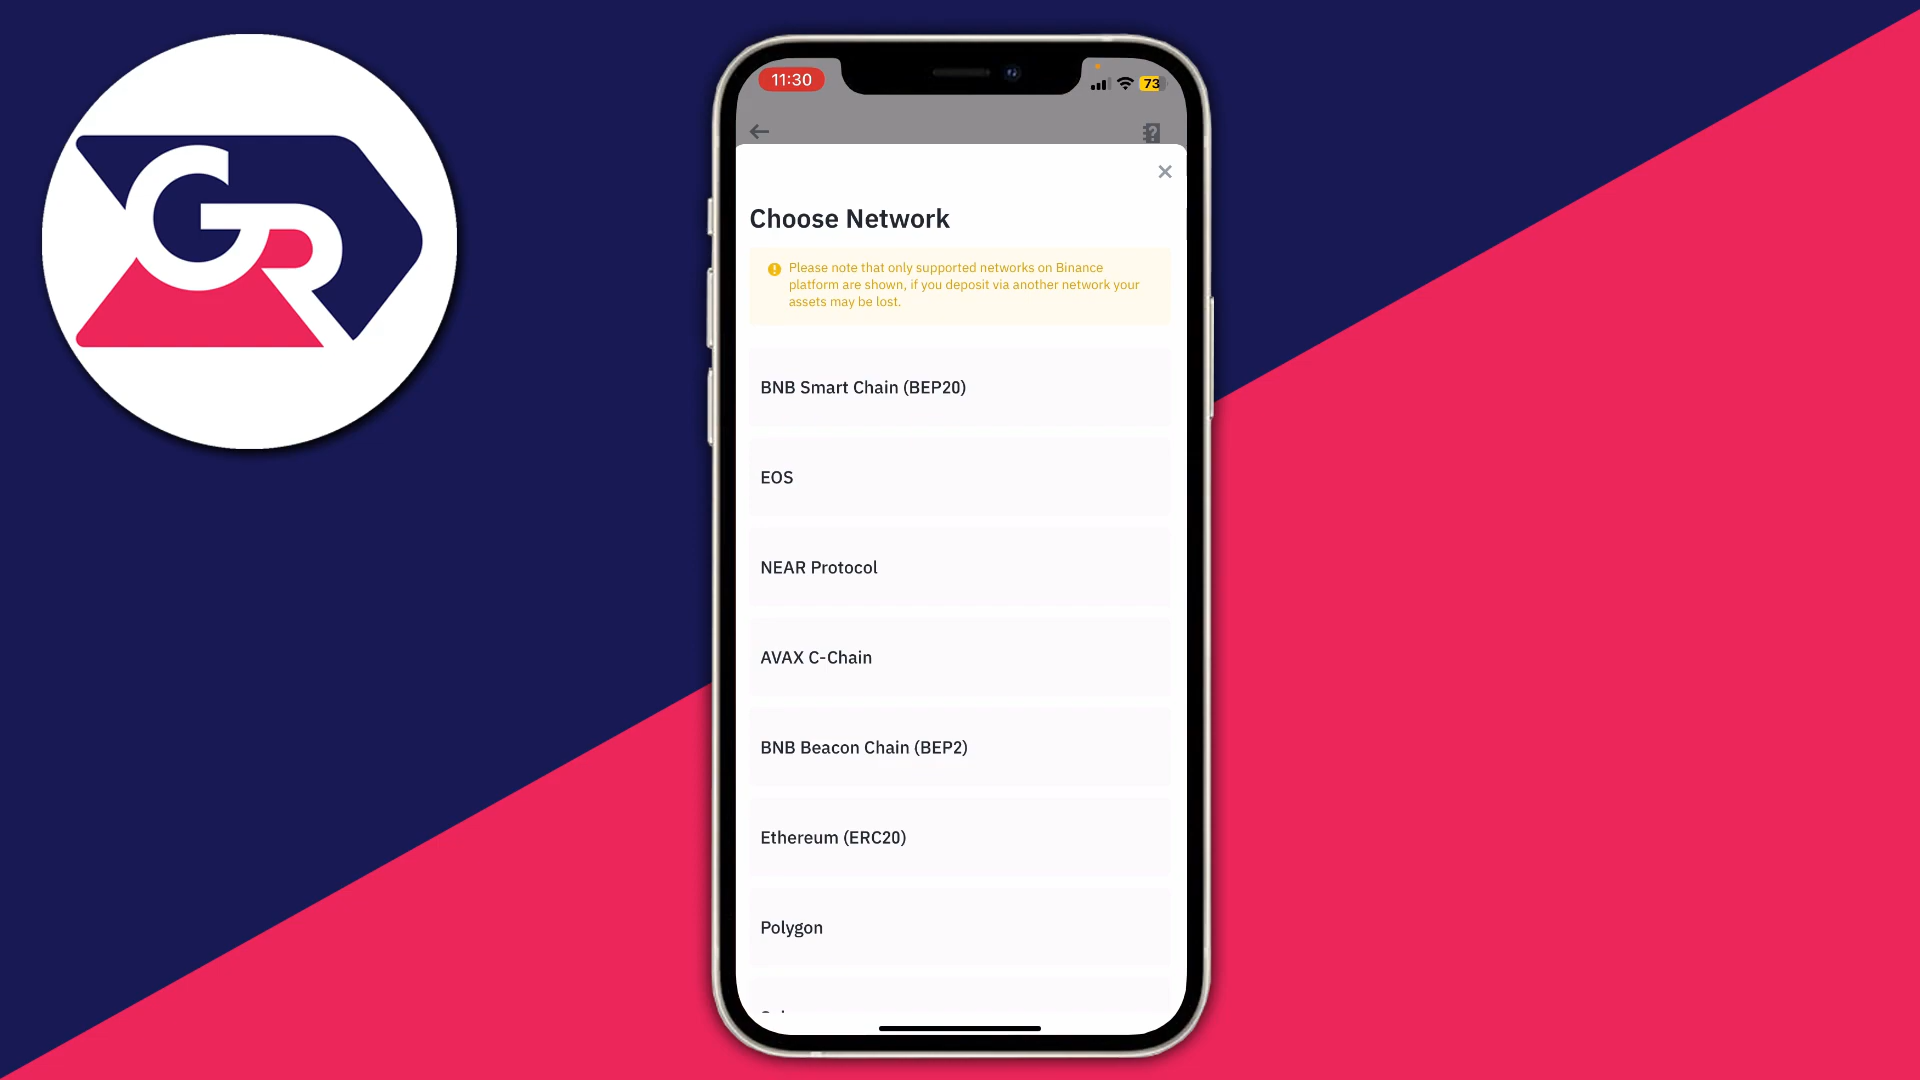 GR
11:30
73
Choose Network
Please note that only supported networks on Binance
platform are shown, if you deposit via another network your
assets may be lost.
BNB Smart Chain (BEP20)
EOS
NEAR Protocol
AVAX C-Chain
BNB Beacon Chain (BEP2)
Ethereum (ERC20)
Polygon